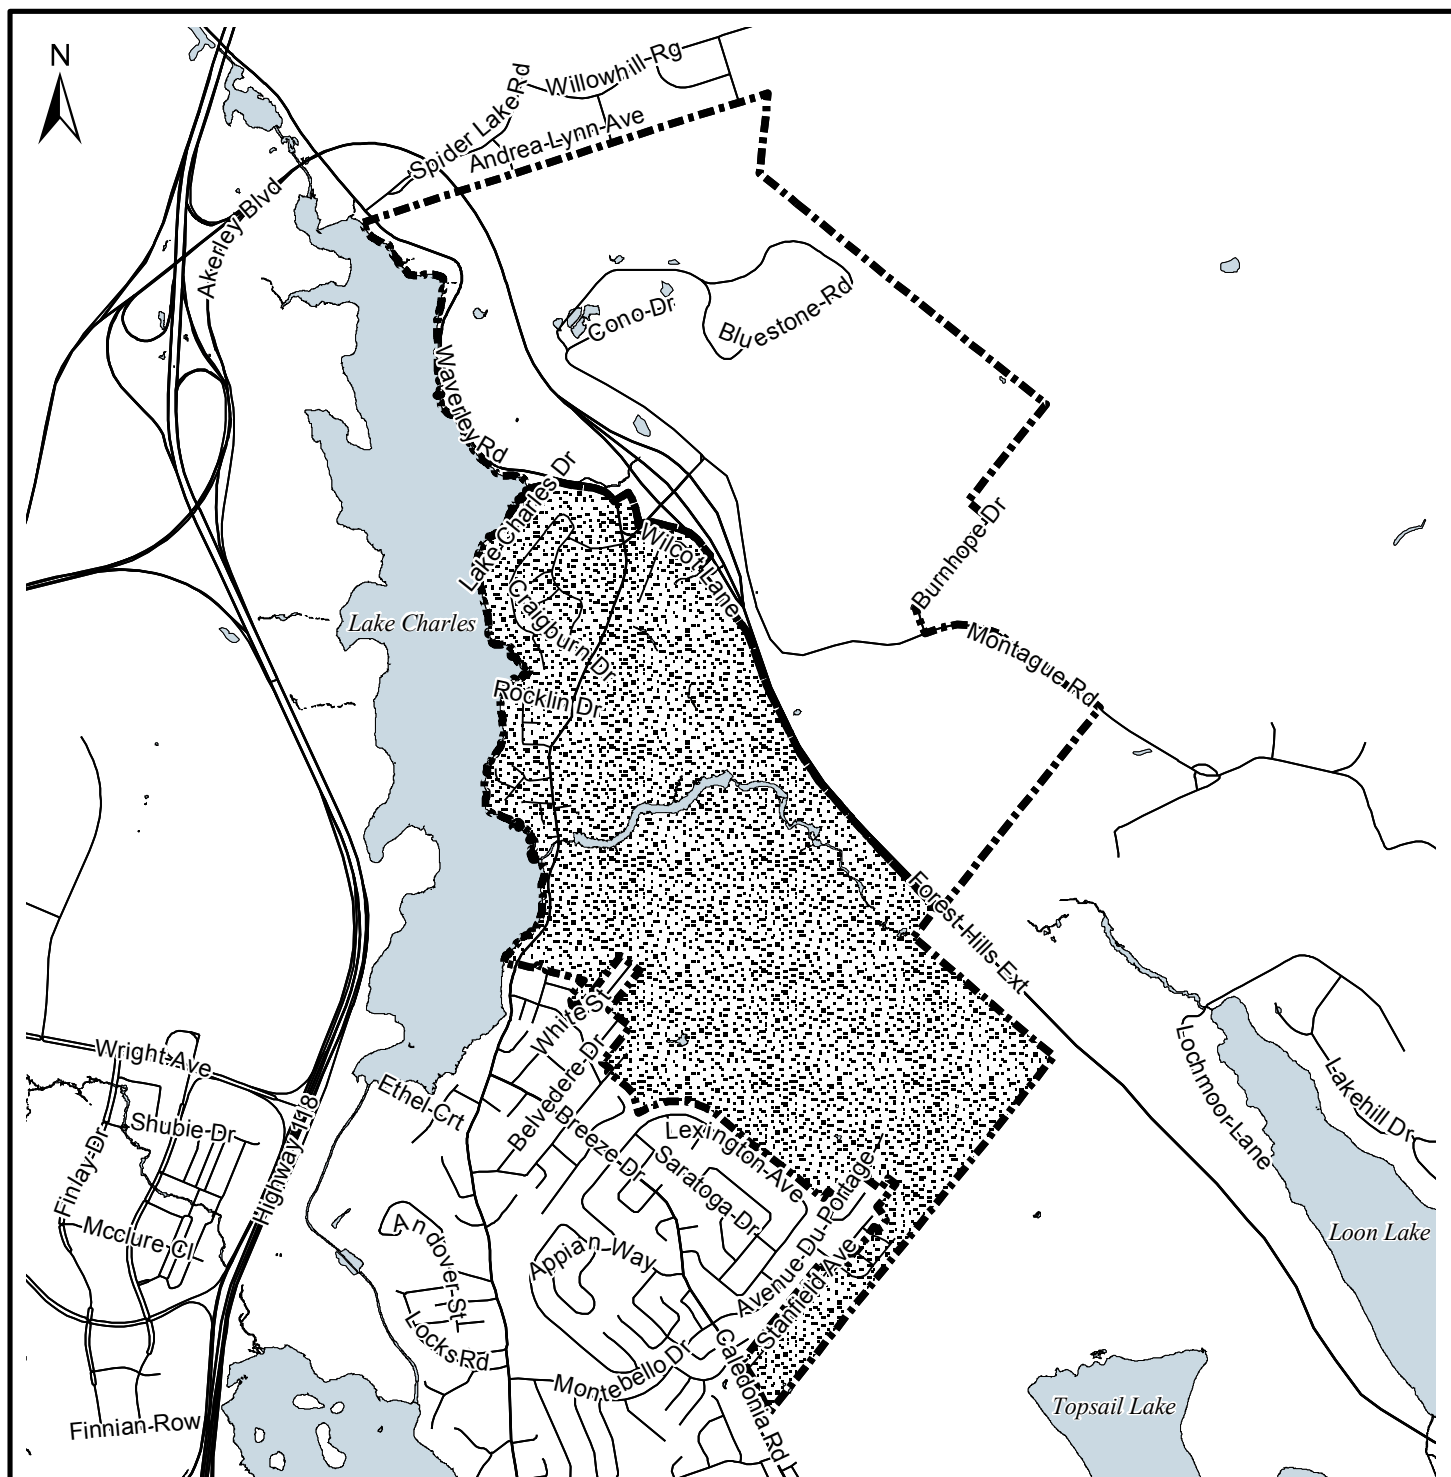 N
Willowhill Rg
Spider Lake Rd
Andrea-Lynn Ave
Akerley Blvd
Cono Dr
Bluestone Rd
Waverley Rd
Lake Charles Dr
Wilcot Lane
Burnhope Dr
Craigburn Dr
Lake Charles
Montague Rd
Rocklin Dr
Forest Hills Ext
White St
Wright Ave
Belvedere Dr
Ethel Crt
Breeze Dr
Lochmoor Lane
Lakehill Dr
Shubie Dr
Highway 118
Lexington Ave
Finlay Dr
Saratoga Dr
Avenue Du Portage
Mcclure Cl
Andover St
Appian Way
Stanfield Ave
Loon Lake
Locks Rd
Montebello Dr
Caledonia Rd
Topsail Lake
Finnian Row